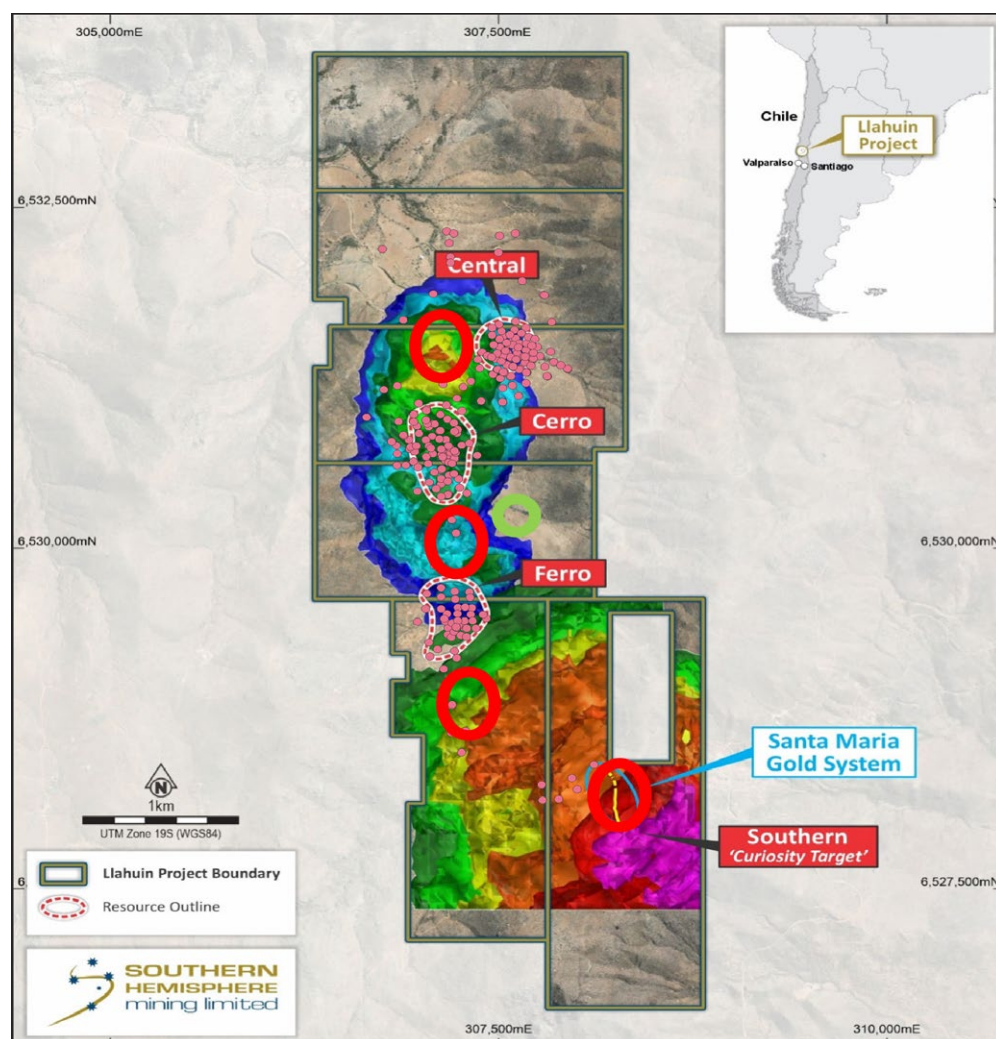 305,000mE
307,500mE
Chile
Llahuin
Project
Valparaiso
Santiago
6,532,500mN
Central
Cerro
6,530,000mN
6,530,000mN
Ferro
Santa Maria
Gold System
N
1km
UTM Zone 19S (WGS84)
Southern
'Curiosity Target'
Llahuin Project Boundary
Resource Outline
6,
6,527,500mN
SOUTHERN
HEMISPHERE
mining limited
307,500mE
310,000mE